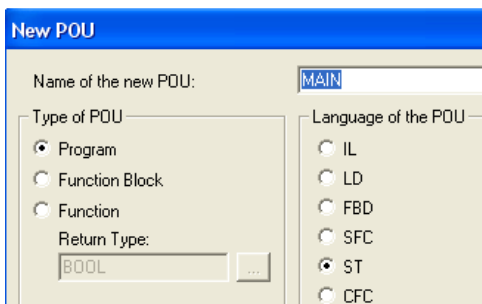 New POU
Name of the new POU: MAIN
Type of POU
Program
Function Block
Function
Return Type:
BOOL ...
Language of the POU
IL
LD
FBD
SFC
ST
CFC